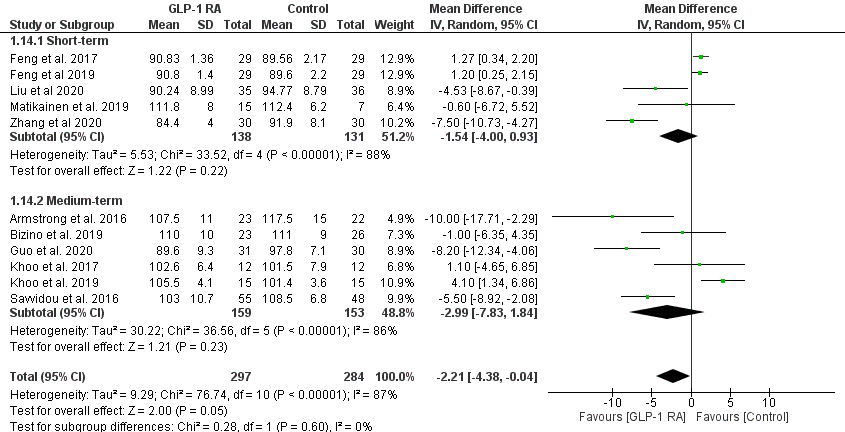 GLP-1 RA Control Mean Difference Mean Difference
Study or Subgroup Mean SD Total Mean SD Total Weight IV, Random, 95% CI IV, Random, 95% CI
1.14.1 Short-term
Feng et al. 2017 90.83 1.36 29 89.56 2.17 29 12.9% 1.27 [0.34, 2.20]
Feng et al 2019 90.8 1.4 29 89.6 2.2 29 12.9% 1.20 [0.25, 2.15]
Liu et al 2020 90.24 8.99 35 94.77 8.79 36 9.1% -4.53 [-8.67, -0.39]
Matikainen et al. 2019 111.8 8 15 112.4 6.2 7 6.2% -0.60 [-6.72, 5.52]
Zhang et al. 2020 84.4 4 30 91.9 8.1 30 10.2% -7.50 [-10.73, -4.27]
Subtotal (95% CI) 138 131 51.2% -1.54 [-4.00, 0.93]
Heterogeneity: Tau² = 5.53; Chi² = 33.52, df = 4 (P < 0.00001); I² = 88%
Test for overall effect: Z = 1.22 (P = 0.22)
1.14.2 Medium-term
Armstrong et al. 2016 107.5 11 23 117.5 15 22 4.9% -10.00 [-17.71, -2.29]
Bizino et al. 2019 110 10 23 111 9 26 7.3% -1.00 [-6.35, 4.35]
Guo et al. 2020 89.6 9.3 31 97.8 7.1 30 9.0% -8.20 [-12.34, -4.06]
Khoo et al. 2017 102.6 6.4 12 101.5 7.9 12 6.8% 1.10 [-4.65, 6.85]
Khoo et al. 2019 105.5 4.1 15 101.4 3.6 15 10.9% 4.10 [1.34, 6.86]
Savvidou et al. 2016 103 10.7 55 108.5 6.8 48 9.9% -5.50 [-8.92, -2.08]
Subtotal (95% CI) 159 153 48.8% -2.99 [-7.83, 1.84]
Heterogeneity: Tau² = 30.22; Chi² = 36.56, df = 5 (P < 0.00001); I² = 86%
Test for overall effect: Z = 1.21 (P = 0.23)
Total (95% CI) 297 284 100.0% -2.21 [-4.38, -0.04]
Heterogeneity: Tau² = 9.29; Chi² = 76.74, df = 10 (P < 0.00001); I² = 87%
Test for overall effect: Z = 2.00 (P = 0.05)
Test for subgroup differences: Chi² = 0.28, df = 1 (P = 0.60), I² = 0%
-10 -5 0 5 10
Favours [GLP-1 RA] Favours [Control]